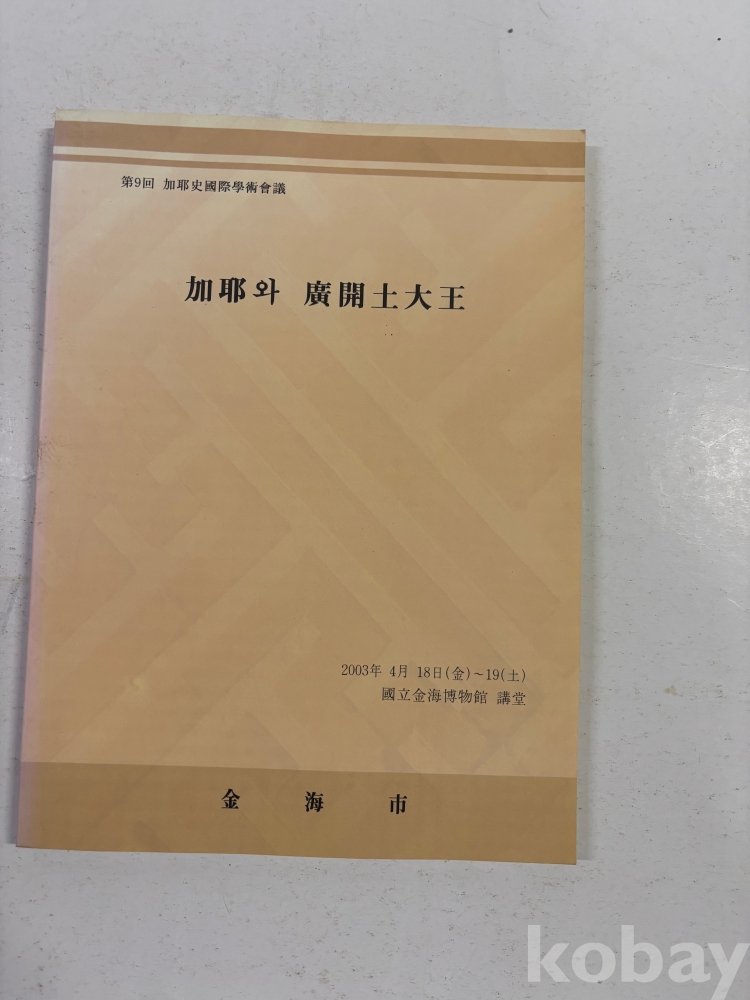 第9回 加耶史國際學術會議
加耶와 廣開土大王
2003年 4月 18日(金)~19(土)
國立金海博物館 講堂
金 海 市
kobay